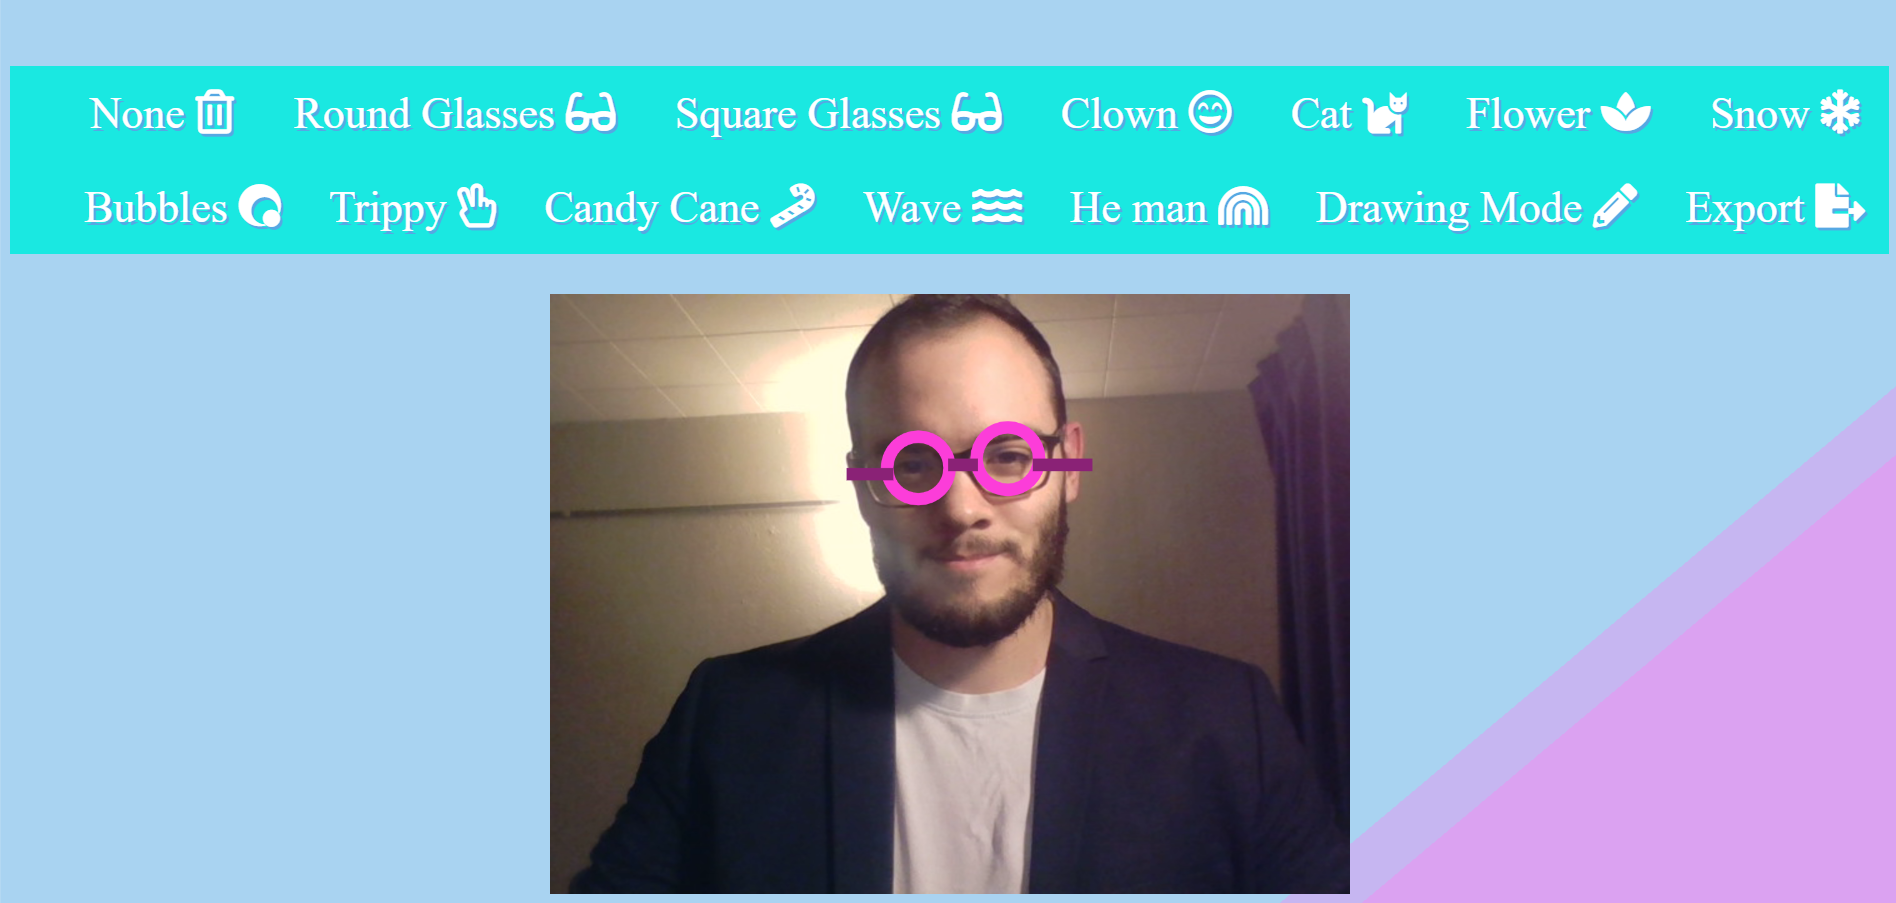 None Round Glasses Square Glasses Clown Cat Flower Snow
Bubbles Trippy Candy Cane Wave He man Drawing Mode Export